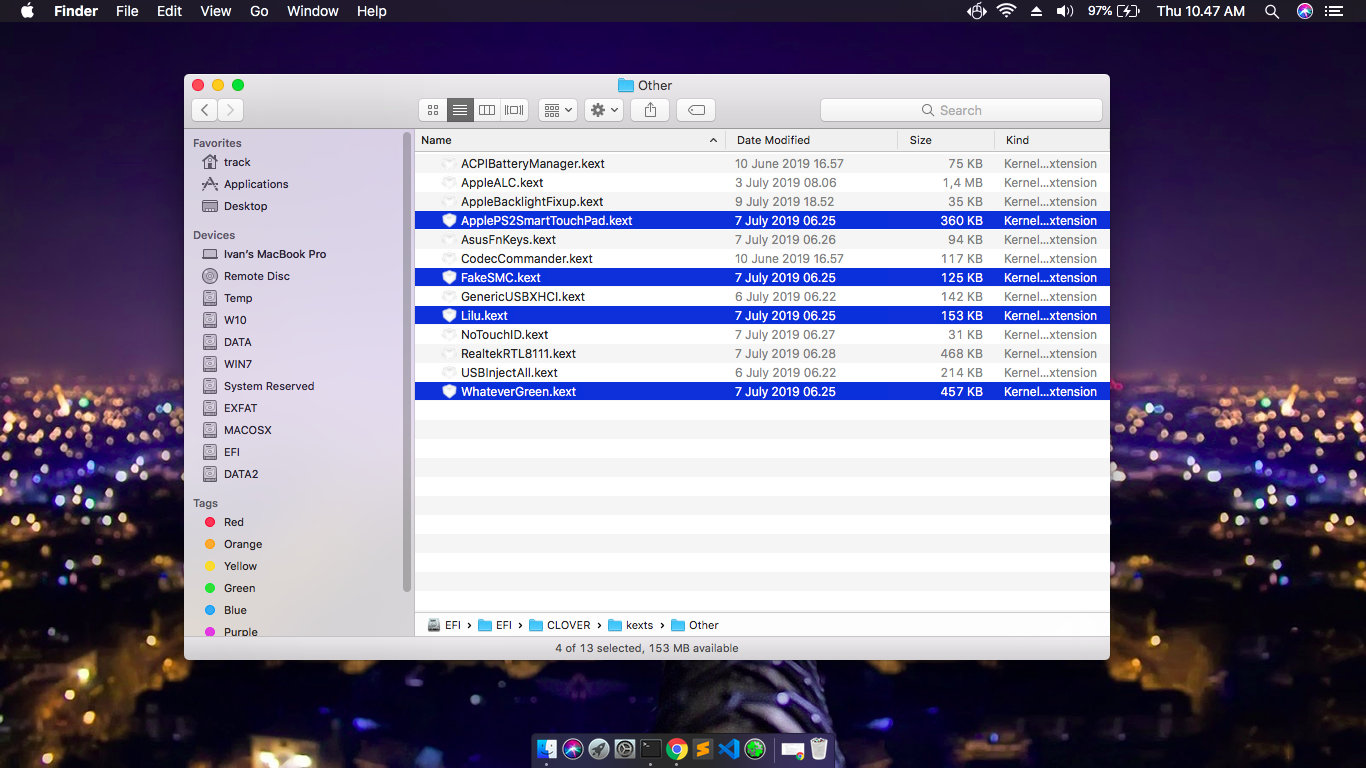 Finder File Edit View Go Window Help 97% Thu 10.47 AM
Other
Search
Favorites
track
Applications
Desktop
Devices
Ivan's MacBook Pro
Remote Disc
Temp
W10
DATA
WIN7
System Reserved
EXFAT
MACOSX
EFI
DATA2
Tags
Red
Orange
Yellow
Green
Blue
Purple
Name Date Modified Size Kind
ACPIBatteryManager.kext 10 June 2019 16.57 75 KB Kernel...xtension
AppleALC.kext 3 July 2019 08.06 1,4 MB Kernel...xtension
AppleBacklightFixup.kext 9 July 2019 18.52 35 KB Kernel...xtension
ApplePS2SmartTouchPad.kext 7 July 2019 06.25 360 KB Kernel...xtension
AsusFnKeys.kext 7 July 2019 06.26 94 KB Kernel...xtension
CodecCommander.kext 10 June 2019 16.57 117 KB Kernel...xtension
FakeSMC.kext 7 July 2019 06.25 125 KB Kernel...xtension
GenericUSBXHCI.kext 6 July 2019 06.22 142 KB Kernel...xtension
Lilu.kext 7 July 2019 06.25 153 KB Kernel...xtension
NoTouchID.kext 7 July 2019 06.27 31 KB Kernel...xtension
RealtekRTL8111.kext 7 July 2019 06.28 468 KB Kernel...xtension
USBInjectAll.kext 6 July 2019 06.22 214 KB Kernel...xtension
WhateverGreen.kext 7 July 2019 06.25 457 KB Kernel...xtension
EFI › EFI › CLOVER › kexts › Other
4 of 13 selected, 153 MB available